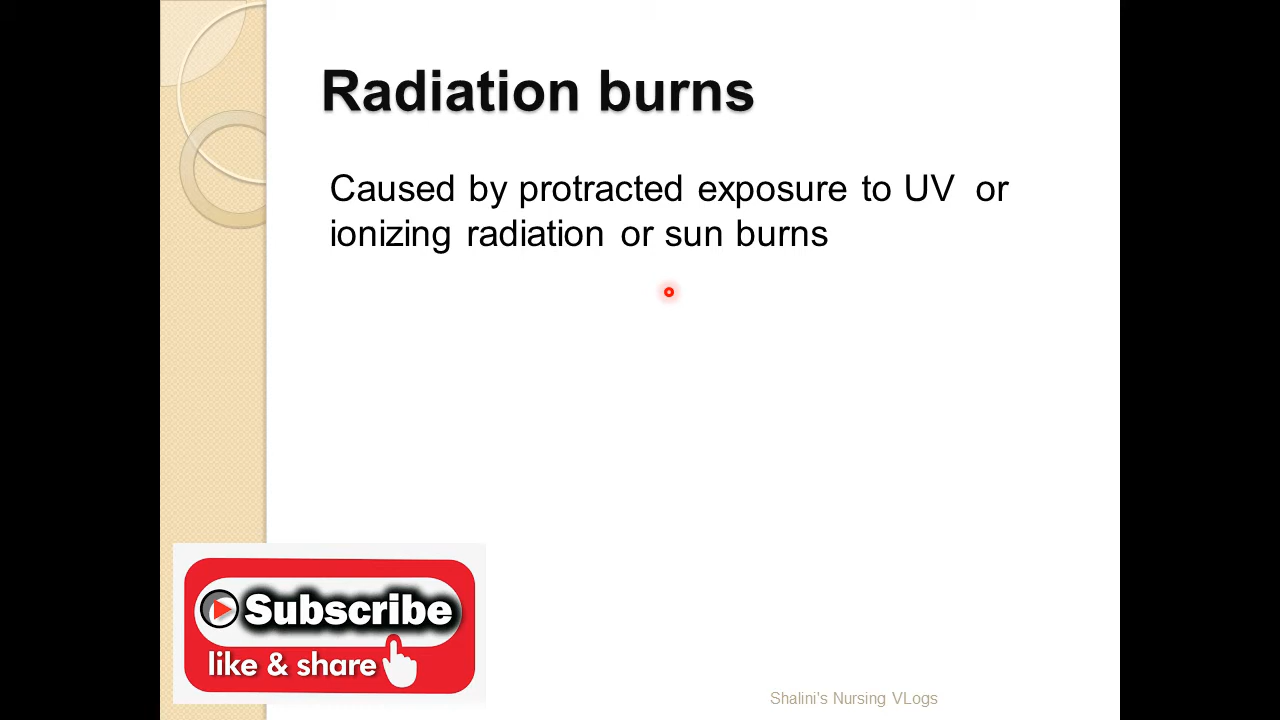 Radiation burns
Caused by protracted exposure to UV or
ionizing radiation or sun burns
Subscribe
like & share
Shalini's Nursing VLogs